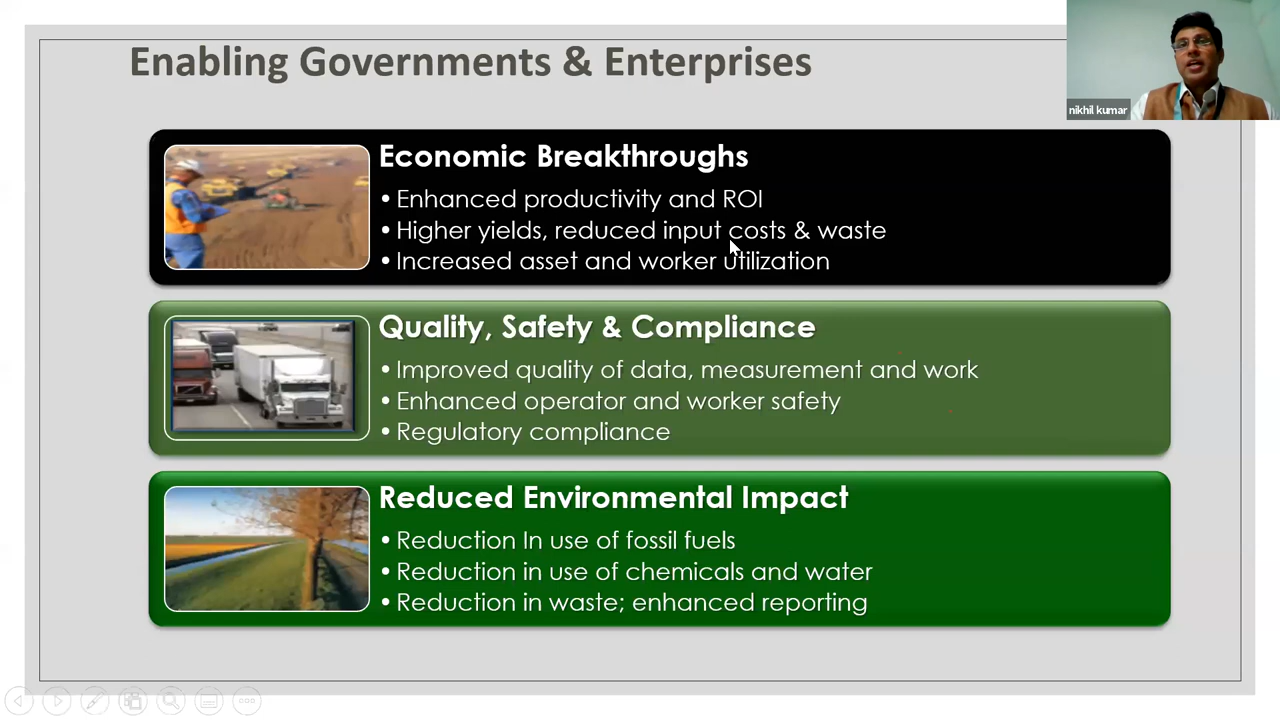 Enabling Governments & Enterprises
nikhil kumar
Economic Breakthroughs
• Enhanced productivity and ROI
• Higher yields, reduced input costs & waste
• Increased asset and worker utilization
Quality, Safety & Compliance
• Improved quality of data, measurement and work
• Enhanced operator and worker safety
• Regulatory compliance
Reduced Environmental Impact
• Reduction In use of fossil fuels
• Reduction in use of chemicals and water
• Reduction in waste; enhanced reporting